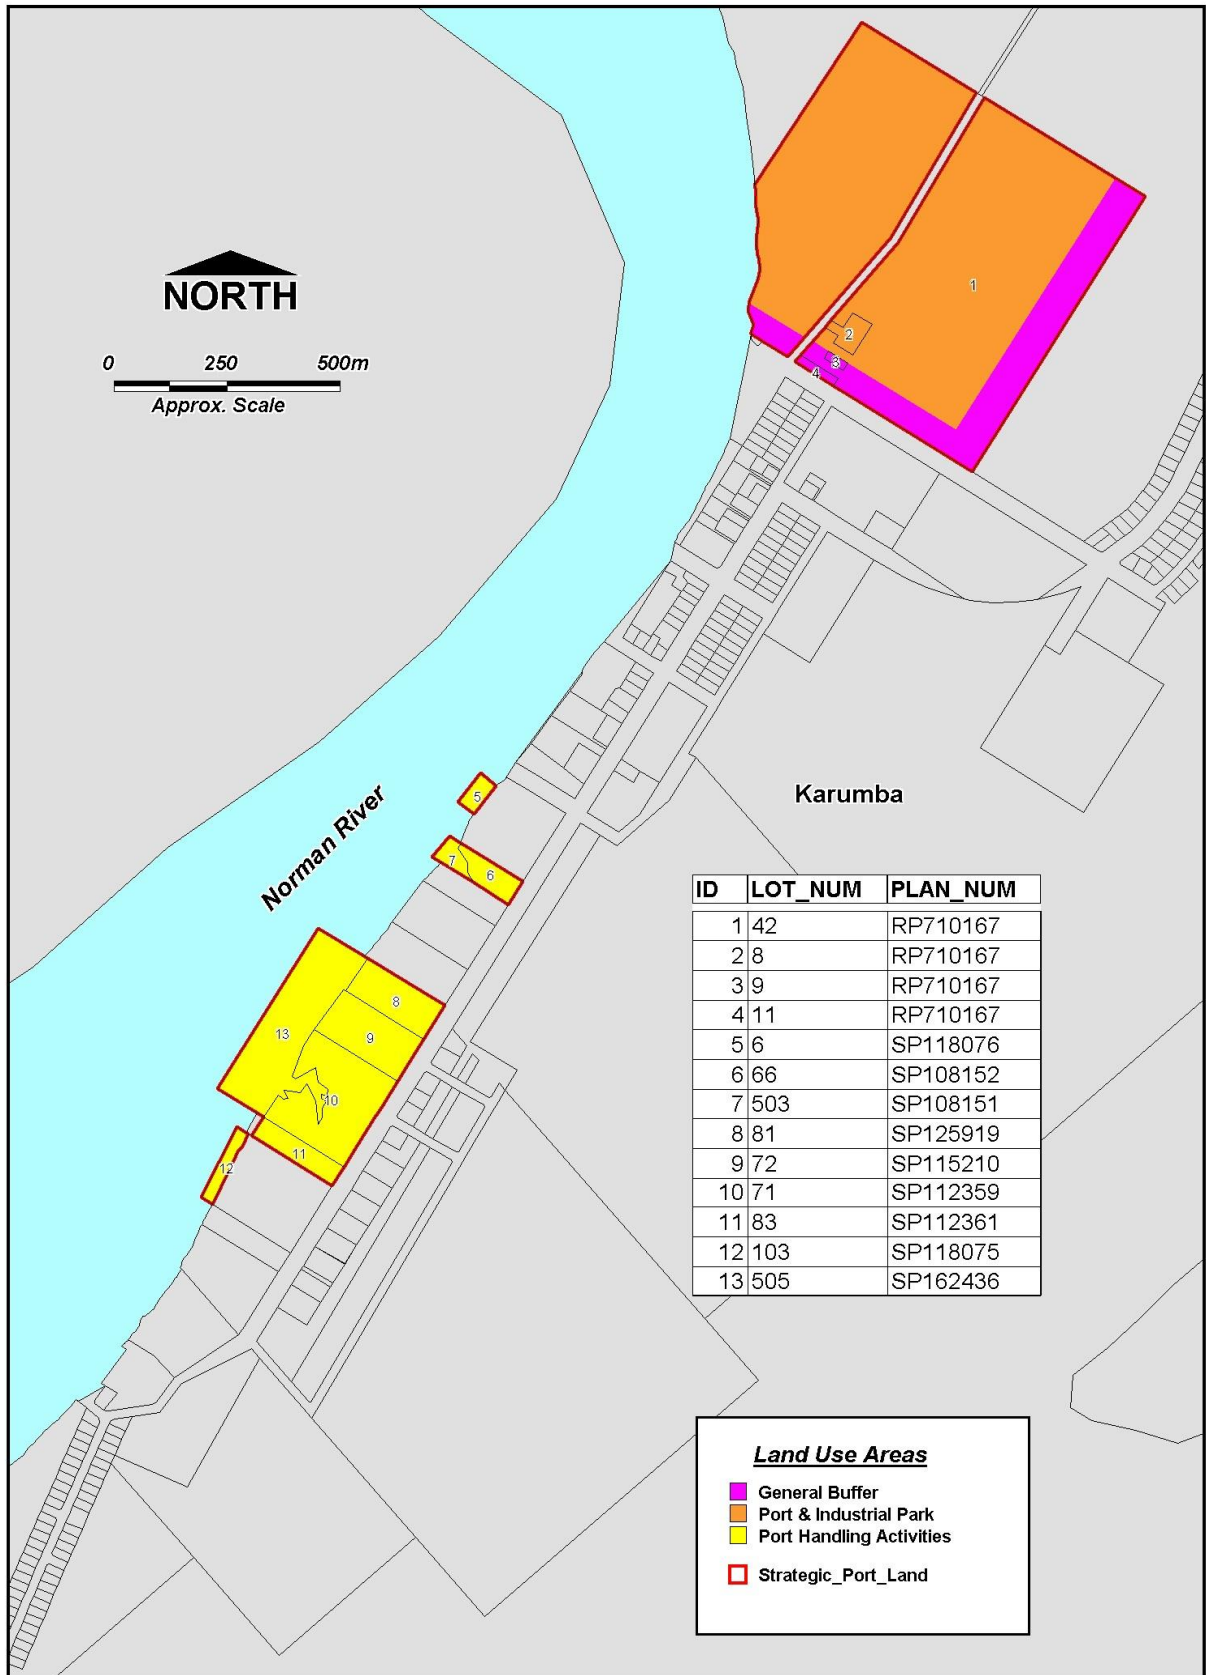 1
2
3
4
NORTH
0 250 500m
Approx. Scale
5
7 6
Norman River
Karumba
8
13
9
10
11
12
ID LOT_NUM PLAN_NUM
1 42 RP710167
2 8 RP710167
3 9 RP710167
4 11 RP710167
5 6 SP118076
6 66 SP108152
7 503 SP108151
8 81 SP125919
9 72 SP115210
10 71 SP112359
11 83 SP112361
12 103 SP118075
13 505 SP162436
Land Use Areas
General Buffer
Port & Industrial Park
Port Handling Activities
Strategic_Port_Land